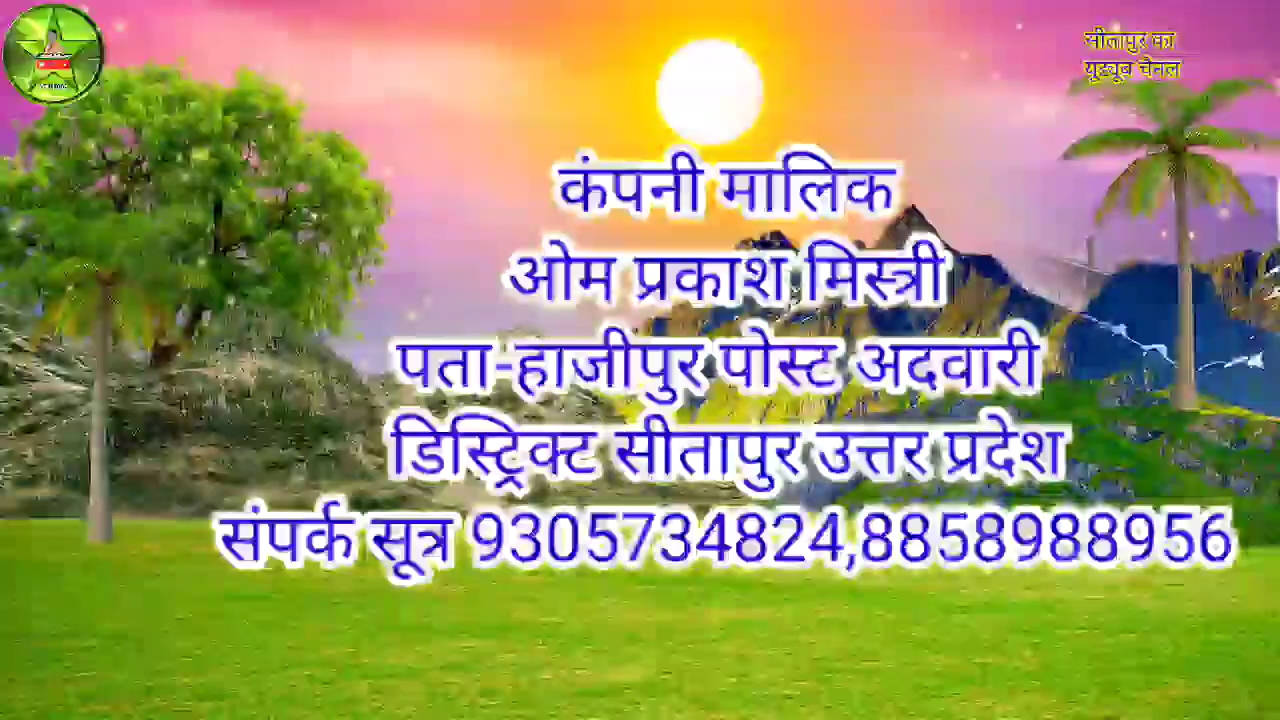 सीतापुर का
यूट्यूब चैनल
कंपनी मालिक
ओम प्रकाश मिस्त्री
पता-हाजीपुर पोस्ट अदवारी
डिस्ट्रिक्ट सीतापुर उत्तर प्रदेश
संपर्क सूत्र 9305734824,8858988956